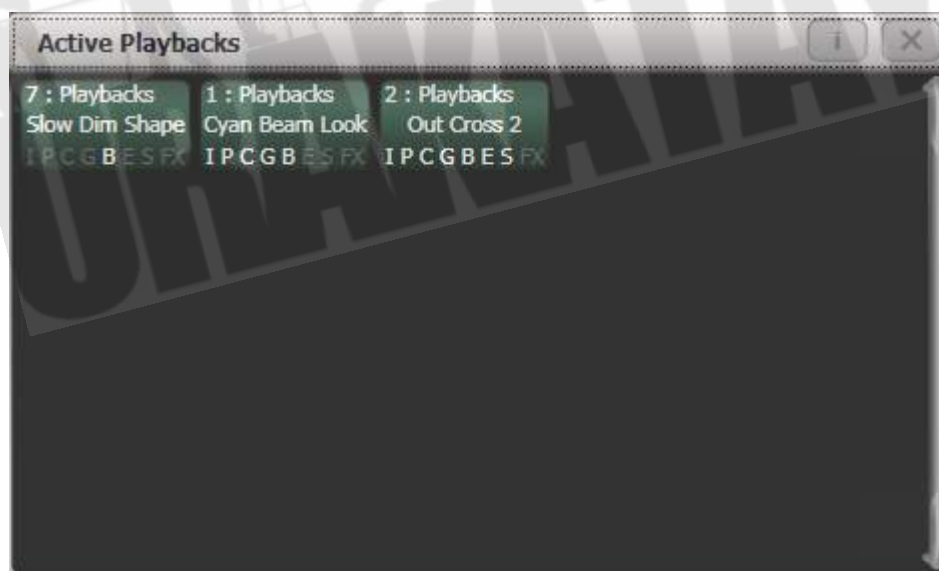 Active Playbacks
7 : Playbacks
Slow Dim Shape
I P C G B E S FX
1 : Playbacks
Cyan Beam Look
I P C G B E S FX
2 : Playbacks
Out Cross 2
I P C G B E S FX